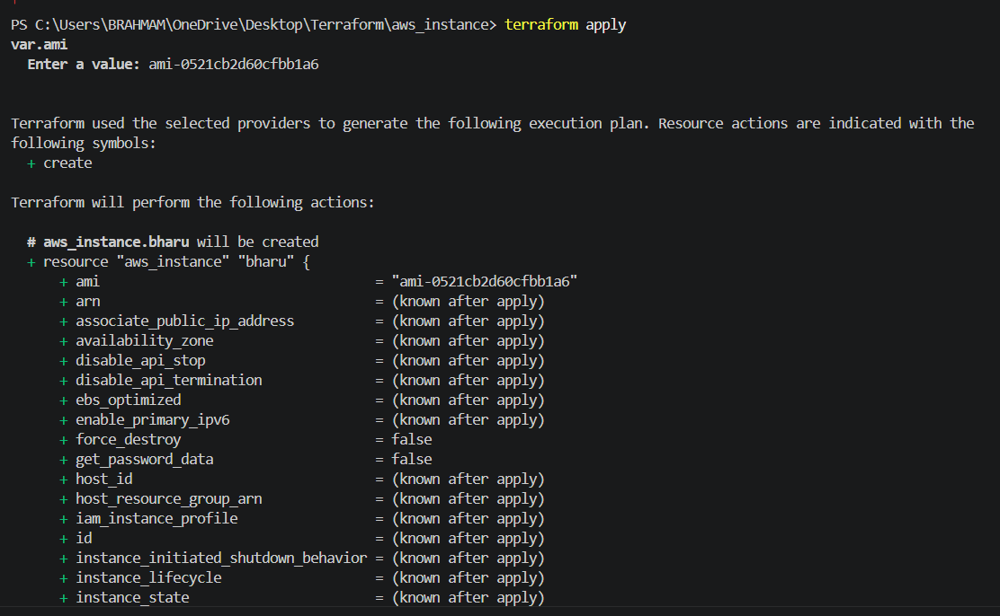 PS C:\Users\BRAHMAM\OneDrive\Desktop\Terraform\aws_instance> terraform apply
var.ami
  Enter a value: ami-0521cb2d60cfbb1a6

Terraform used the selected providers to generate the following execution plan. Resource actions are indicated with the
following symbols:
  + create

Terraform will perform the following actions:

  # aws_instance.bharu will be created
  + resource "aws_instance" "bharu" {
      + ami                                  = "ami-0521cb2d60cfbb1a6"
      + arn                                  = (known after apply)
      + associate_public_ip_address          = (known after apply)
      + availability_zone                    = (known after apply)
      + disable_api_stop                     = (known after apply)
      + disable_api_termination              = (known after apply)
      + ebs_optimized                        = (known after apply)
      + enable_primary_ipv6                  = (known after apply)
      + force_destroy                        = false
      + get_password_data                    = false
      + host_id                              = (known after apply)
      + host_resource_group_arn              = (known after apply)
      + iam_instance_profile                 = (known after apply)
      + id                                   = (known after apply)
      + instance_initiated_shutdown_behavior = (known after apply)
      + instance_lifecycle                   = (known after apply)
      + instance_state                       = (known after apply)